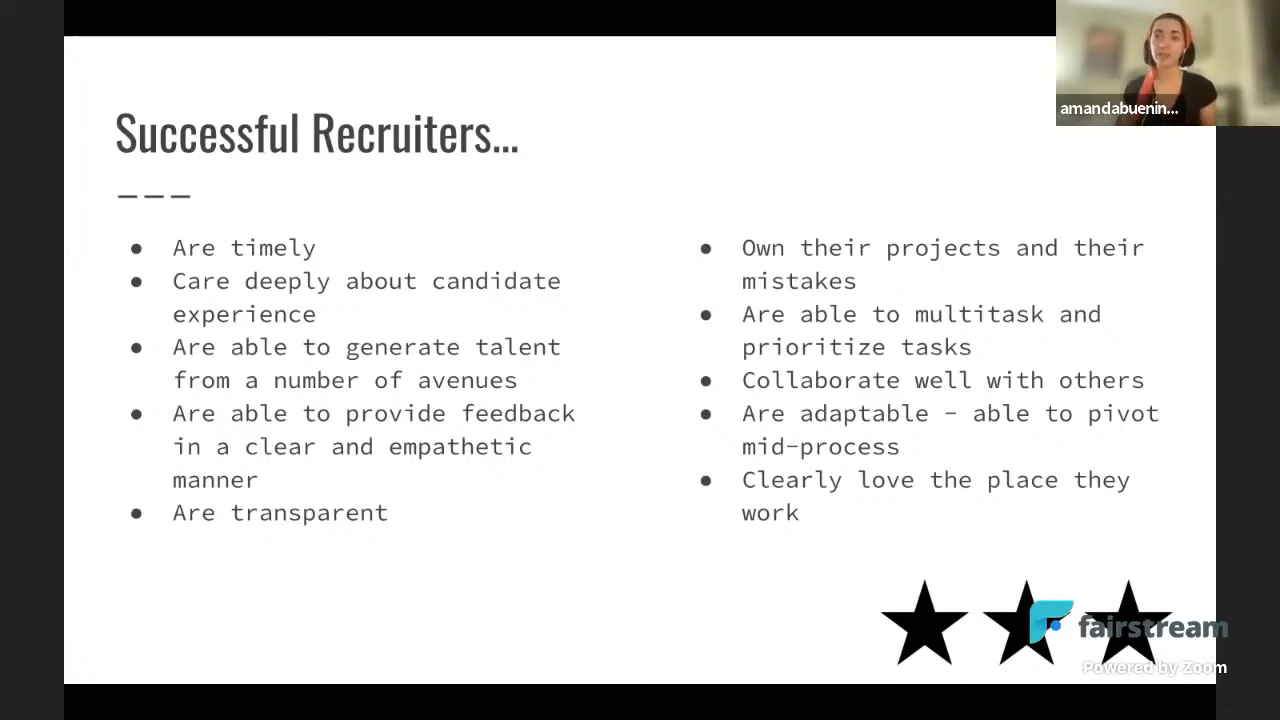 amandabuenin...
Successful Recruiters...
● Are timely
● Care deeply about candidate
experience
● Are able to generate talent
from a number of avenues
● Are able to provide feedback
in a clear and empathetic
manner
● Are transparent
● Own their projects and their
mistakes
● Are able to multitask and
prioritize tasks
● Collaborate well with others
● Are adaptable - able to pivot
mid-process
● Clearly love the place they
work
fairstream
Powered by Zoom